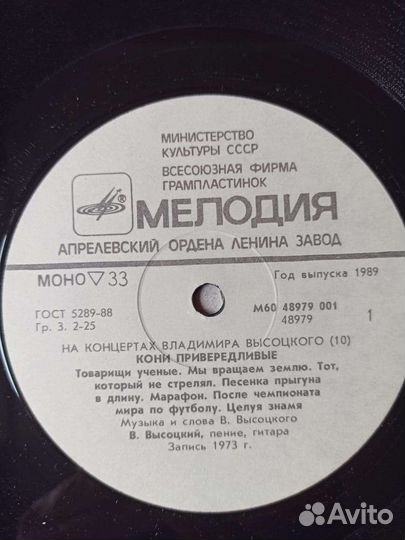 МИНИСТЕРСТВО
КУЛЬТУРЫ СССР
ВСЕСОЮЗНАЯ ФИРМА
ГРАМПЛАСТИНОК
®
МЕЛОДИЯ
АПРЕЛЕВСКИЙ ОРДЕНА ЛЕНИНА ЗАВОД
МОНО ▽ 33
Год выпуска 1989
ГОСТ 5289-88
М60 48979 001
Гр. 3. 2-25
48979
1
НА КОНЦЕРТАХ ВЛАДИМИРА ВЫСОЦКОГО (10)
КОНИ ПРИВЕРЕДЛИВЫЕ
Товарищи ученые. Мы вращаем землю. Тот,
который не стрелял. Песенка прыгуна
в длину. Марафон. После чемпионата
мира по футболу. Целуя знамя
Музыка и слова В. Высоцкого
В. Высоцкий, пение, гитара
Запись 1973 г.
Avito